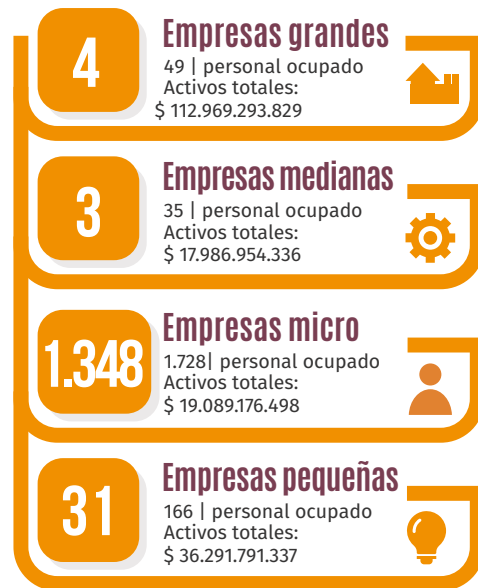 4
Empresas grandes
49 | personal ocupado
Activos totales:
$ 112.969.293.829
3
Empresas medianas
35 | personal ocupado
Activos totales:
$ 17.986.954.336
1.348
Empresas micro
1.728| personal ocupado
Activos totales:
$ 19.089.176.498
31
Empresas pequeñas
166 | personal ocupado
Activos totales:
$ 36.291.791.337